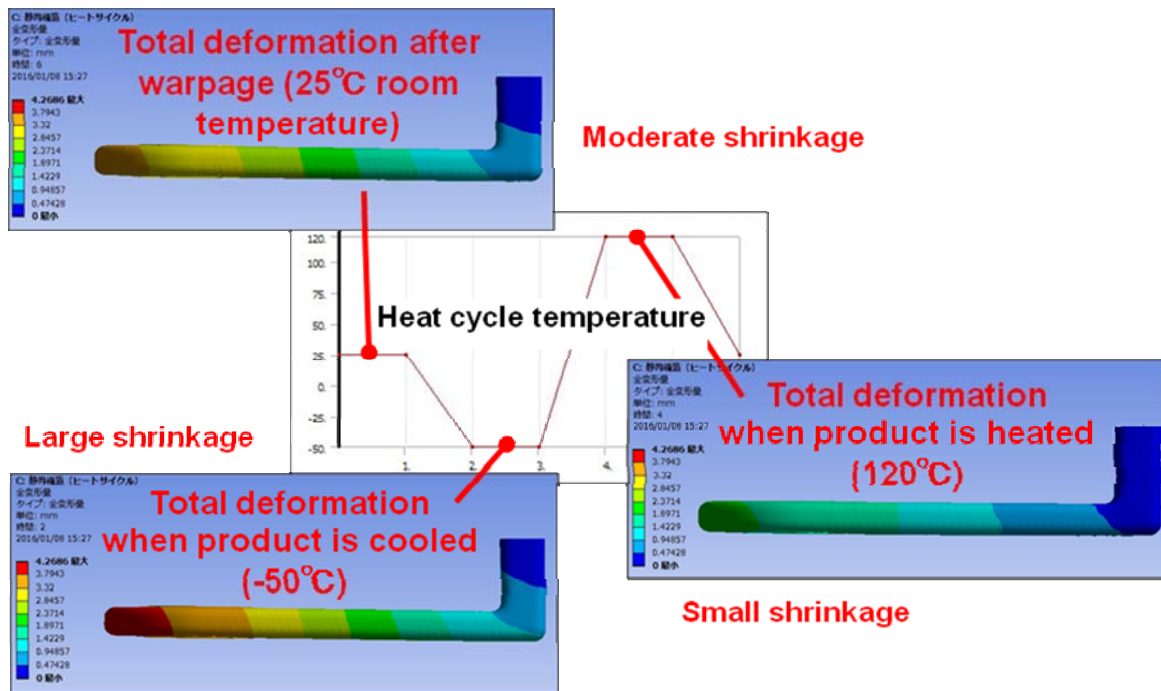 C: 静的構造 (ヒートサイクル)
全変形量
タイプ: 全変形量
単位: mm
時間: 6
2016/01/08 15:27
4.2686 最大
3.7943
3.32
2.8457
2.3714
1.8971
1.4229
0.94857
0.47428
0 最小
Total deformation after
warpage (25°C room
temperature)
Moderate shrinkage
120.
100.
75.
50.
25.
0.
-25.
-50.
1.
2.
3.
4.
Heat cycle temperature
Large shrinkage
C: 静的構造 (ヒートサイクル)
全変形量
タイプ: 全変形量
単位: mm
時間: 4
2016/01/08 15:27
4.2686 最大
3.7943
3.32
2.8457
2.3714
1.8971
1.4229
0.94857
0.47428
0 最小
Total deformation
when product is heated
(120°C)
C: 静的構造 (ヒートサイクル)
全変形量
タイプ: 全変形量
単位: mm
時間: 2
2016/01/08 15:27
4.2686 最大
3.7943
3.32
2.8457
2.3714
1.8971
1.4229
0.94857
0.47428
0 最小
Total deformation
when product is cooled
(-50°C)
Small shrinkage